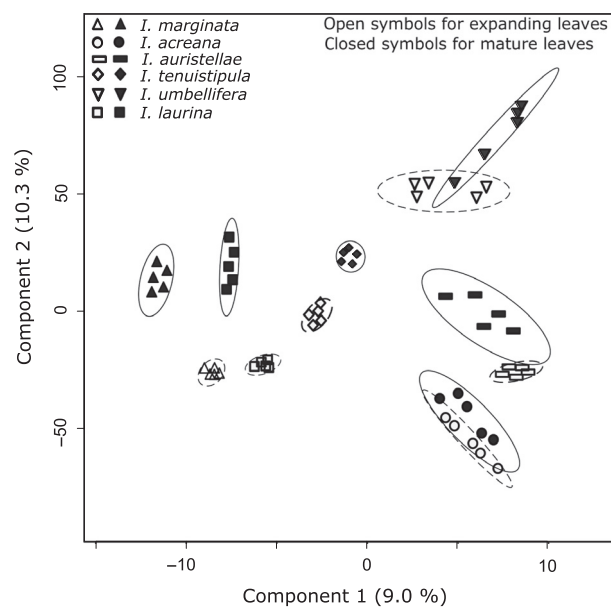 I. marginata
I. acreana
I. auristellae
I. tenuistipula
I. umbellifera
I. laurina
Open symbols for expanding leaves
Closed symbols for mature leaves
Component 2 (10.3 %)
100
50
0
−50
−10
0
10
Component 1 (9.0 %)